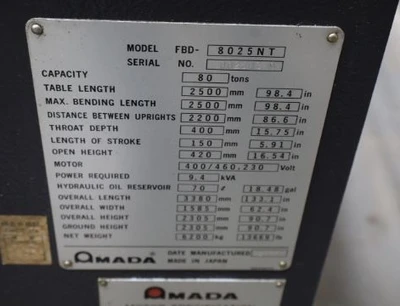 MODEL FBD- 8025NT
SERIAL NO.
CAPACITY 80 tons
TABLE LENGTH 2500 mm 98.4 in
MAX. BENDING LENGTH 2500 mm 98.4 in
DISTANCE BETWEEN UPRIGHTS 2200 mm 86.6 in
THROAT DEPTH 400 mm 15.75 in
LENGTH OF STROKE 150 mm 5.91 in
OPEN HEIGHT 420 mm 16.54 in
MOTOR 400/460,230 Volt
POWER REQUIRED 9.4 kVA
HYDRAULIC OIL RESERVOIR 70 ℓ 18.48 gal
OVERALL LENGTH 3380 mm 133.1 in
OVERALL WIDTH 1585 mm 62.4 in
OVERALL HEIGHT 2305 mm 90.7 in
GROUND HEIGHT 2305 mm 90.7 in
NET WEIGHT 6200 kg 13668 lb
AMADA DATE MANUFACTURED
MADE IN JAPAN
AMADA